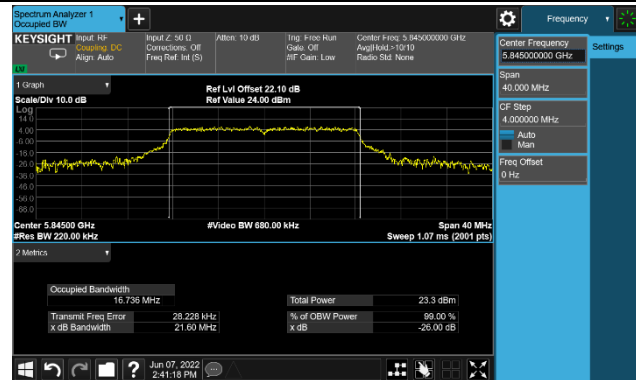 Spectrum Analyzer 1
Occupied BW
Frequency
KEYSIGHT
Input: RF
Coupling: DC
Align: Auto
Input Z: 50 Ω
Corrections: Off
Freq Ref: Int (S)
Atten: 10 dB
Trig: Free Run
Gate: Off
#IF Gain: Low
Center Freq: 5.845000000 GHz
Avg|Hold:>10/10
Radio Std: None
Center Frequency
5.845000000 GHz
Settings
Span
40.000 MHz
CF Step
4.000000 MHz
Auto
Man
Freq Offset
0 Hz
1 Graph
Scale/Div 10.0 dB
Ref Lvl Offset 22.10 dB
Ref Value 24.00 dBm
Log
14.0
4.00
-6.00
-16.0
-26.0
-36.0
-46.0
-56.0
-66.0
Center 5.84500 GHz
#Res BW 220.00 kHz
#Video BW 680.00 kHz
Span 40 MHz
Sweep 1.07 ms (2001 pts)
2 Metrics
Occupied Bandwidth
16.736 MHz
Total Power 23.3 dBm
Transmit Freq Error 28.228 kHz
% of OBW Power 99.00 %
x dB Bandwidth 21.60 MHz
x dB -26.00 dB
Jun 07, 2022
2:41:18 PM